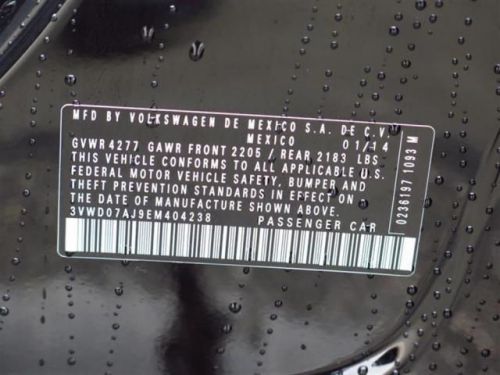 MFD BY VOLKSWAGEN DE MEXICO S.A. DE C.V.
MEXICO 01/14
GVWR 4277 GAWR FRONT 2205 / REAR 2183 LBS
THIS VEHICLE CONFORMS TO ALL APPLICABLE U.S.
FEDERAL MOTOR VEHICLE SAFETY, BUMPER AND
THEFT PREVENTION STANDARDS IN EFFECT ON
THE DATE OF MANUFACTURE SHOWN ABOVE.
3VWD07AJ9EM404238 PASSENGER CAR
0236197 1093 M